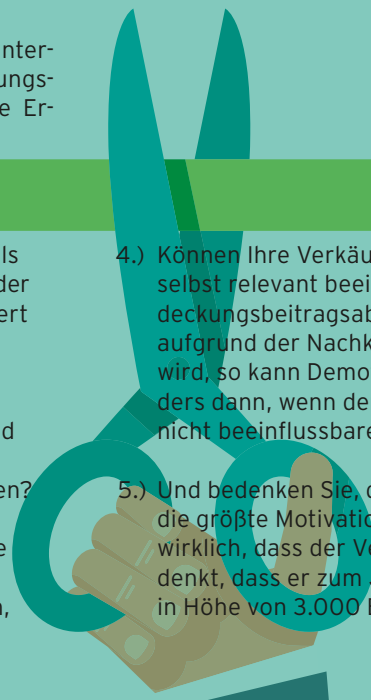 nter-
ungs-
e Er-
ls
der
ert
d
en?
e
n,
4.) Können Ihre Verkäu
selbst relevant beei
deckungsbeitragsab
aufgrund der Nachk
wird, so kann Demo
ders dann, wenn de
nicht beeinflussbare
5.) Und bedenken Sie, d
die größte Motivatio
wirklich, dass der Ve
denkt, dass er zum
in Höhe von 3.000 E